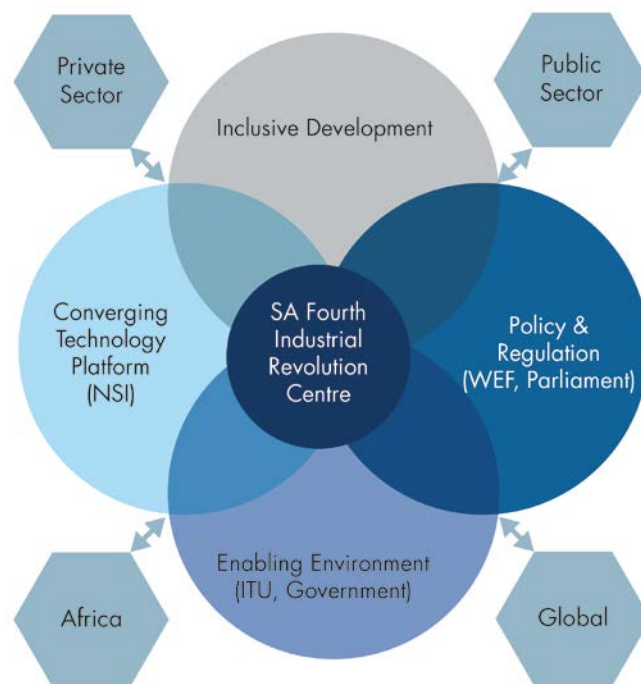 Private
Sector
Public
Sector
Inclusive Development
Converging
Technology
Platform
(NSI)
SA Fourth
Industrial
Revolution
Centre
Policy &
Regulation
(WEF, Parliament)
Enabling Environment
(ITU, Government)
Africa
Global